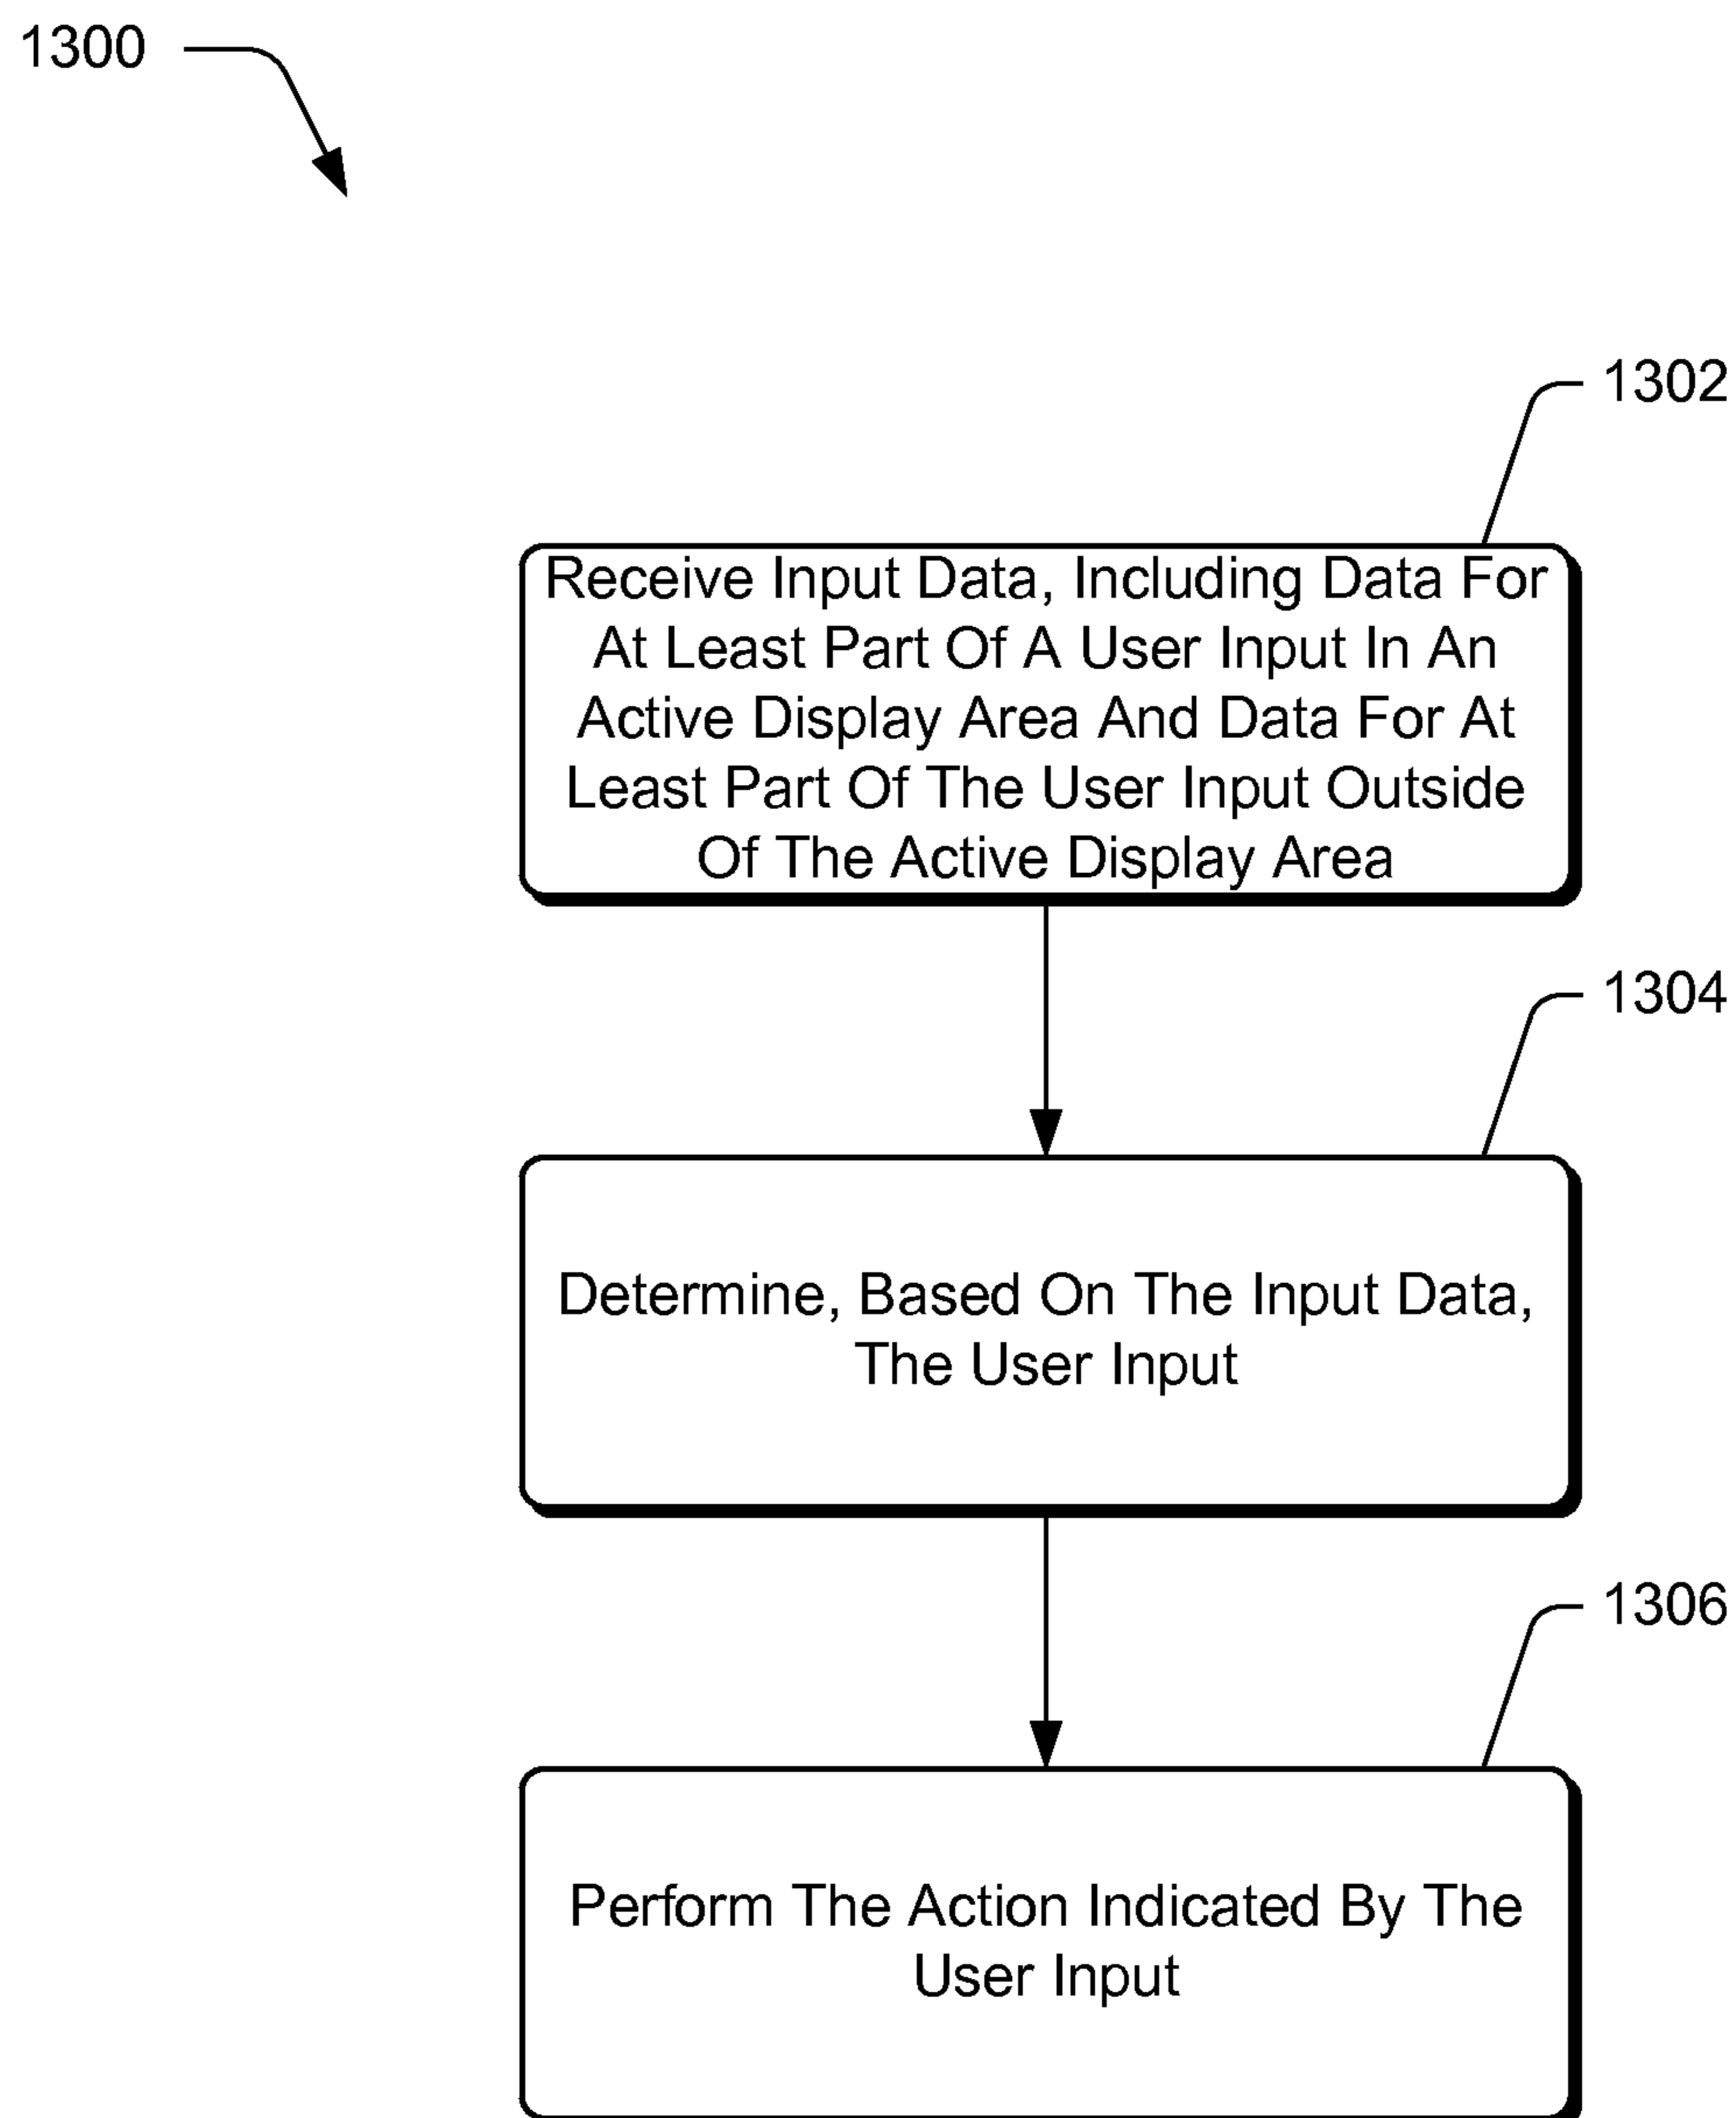 1300
1302
Receive Input Data, Including Data For
At Least Part Of A User Input In An
Active Display Area And Data For At
Least Part Of The User Input Outside
Of The Active Display Area
1304
Determine, Based On The Input Data,
The User Input
1306
Perform The Action Indicated By The
User Input